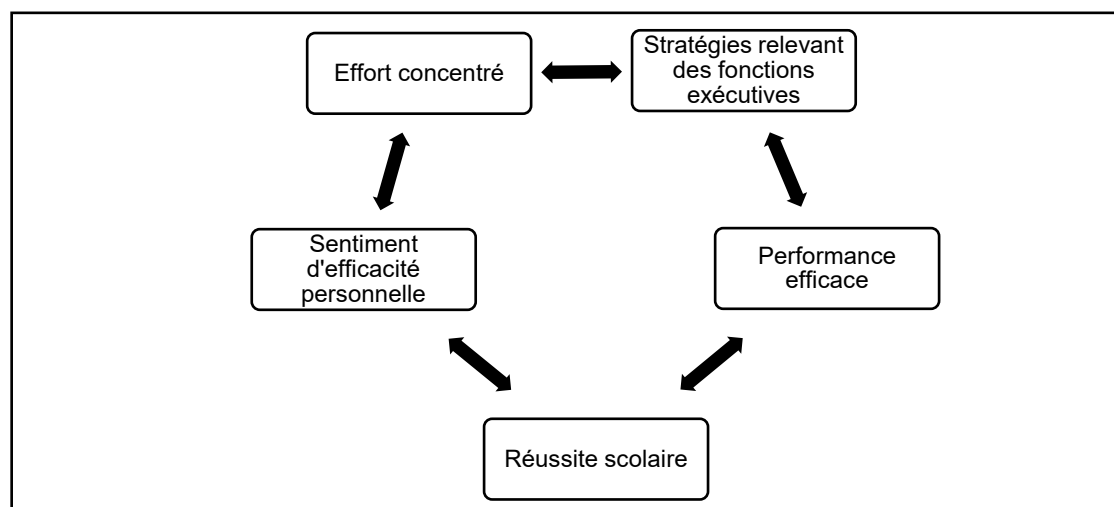 Effort concentré
Stratégies relevant
des fonctions
exécutives
Sentiment
d'efficacité
personnelle
Performance
efficace
Réussite scolaire